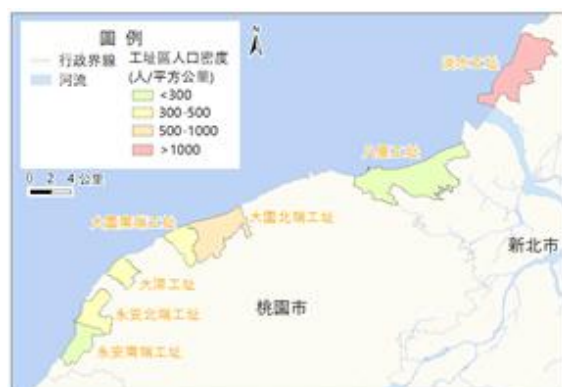 圖 例
行政界線
河流
工址區人口密度
(人/平方公里)
<300
300-500
500-1000
>1000
0 2 4 公里
N
淡水工址
八里工址
大園南端工址
大園北端工址
大潭工址
永安北端工址
永安南端工址
新北市
桃園市